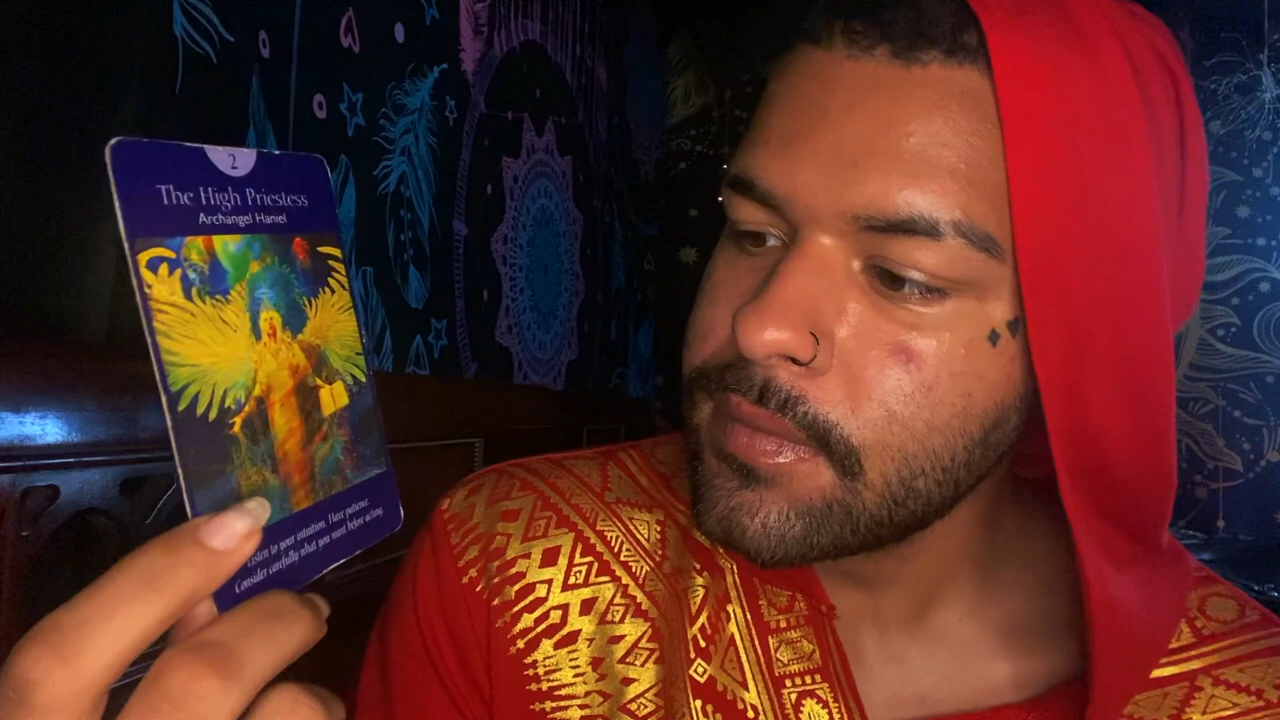 2
The High Priestess
Archangel Haniel
Listen to your intuition. Have patience.
Consider carefully what you want before acting.